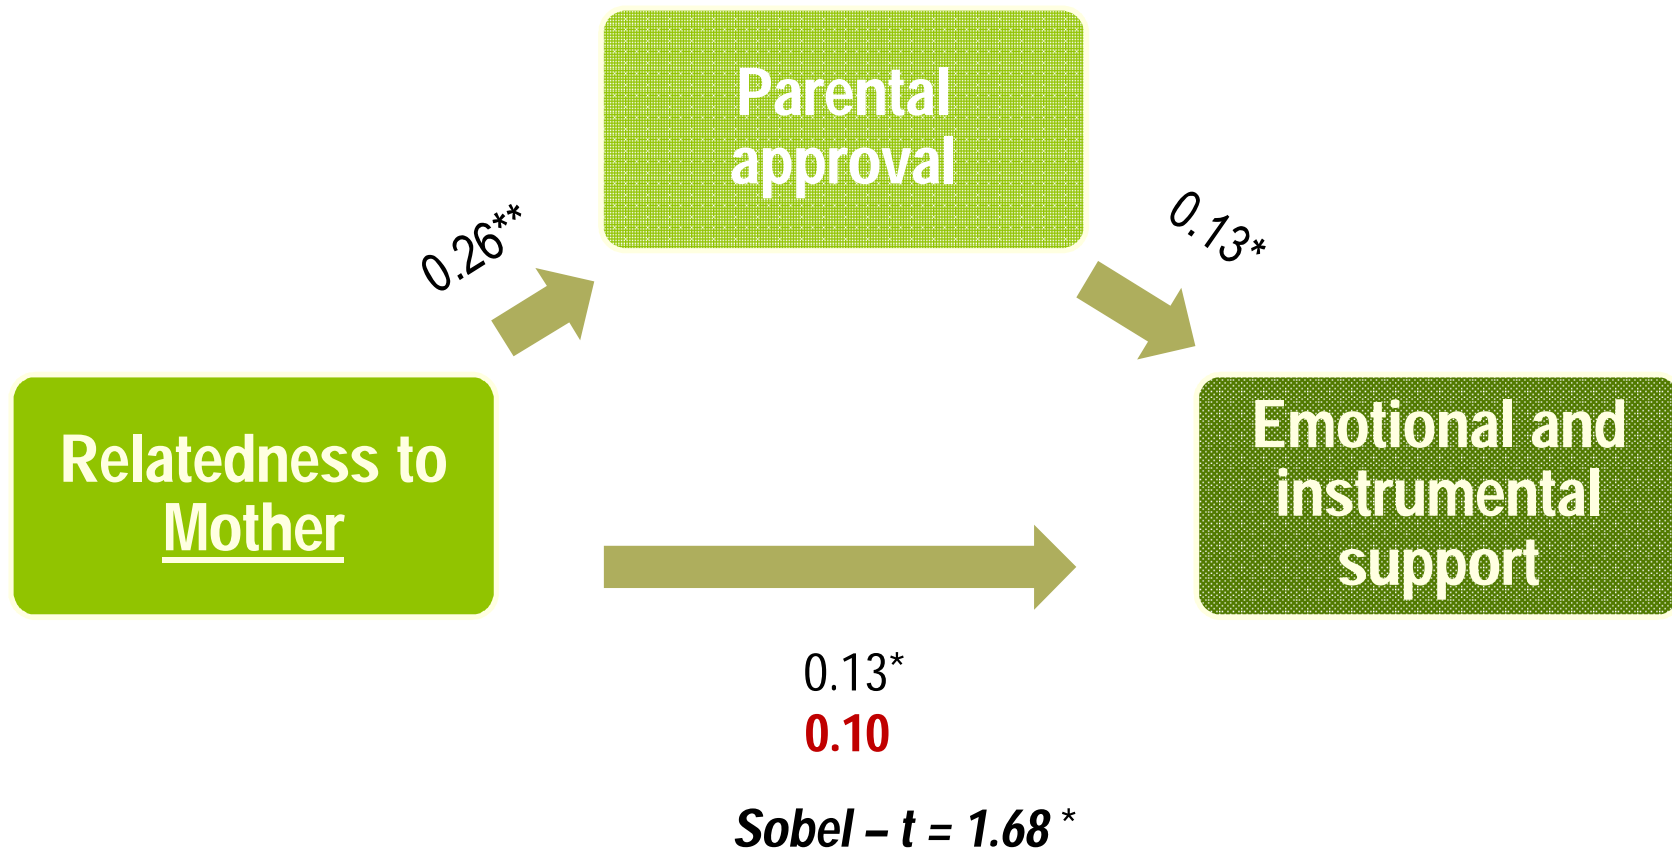 Parental
approval
0.26**
0.13*
Relatedness to
Mother
Emotional and
instrumental
support
0.13*
0.10
Sobel – t = 1.68 *